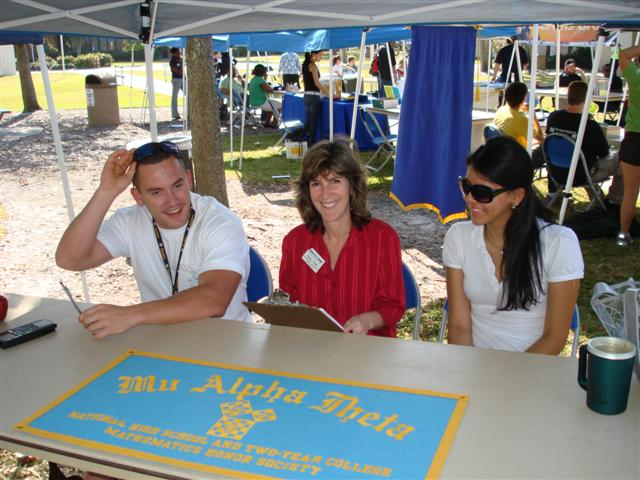 Mu Alpha Theta
NATIONAL HIGH SCHOOL AND TWO-YEAR COLLEGE
MATHEMATICS HONOR SOCIETY